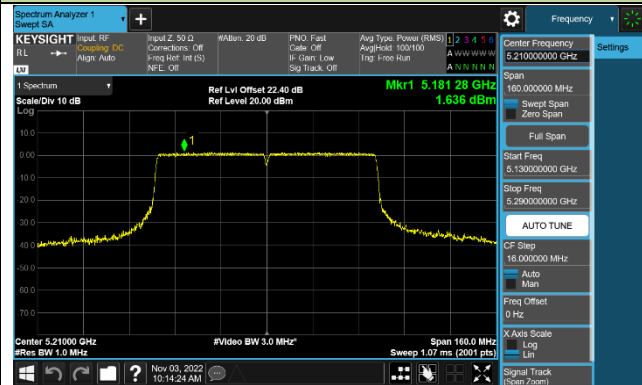 Spectrum Analyzer 1
Swept SA
Frequency
KEYSIGHT
RL
LXI
Input: RF
Coupling: DC
Align: Auto
Input Z: 50 Ω
Corrections: Off
Freq Ref: Int (S)
NFE: Off
#Atten: 20 dB
PNO: Fast
Gate: Off
IF Gain: Low
Sig Track: Off
Avg Type: Power (RMS)
Avg|Hold: 100/100
Trig: Free Run
1 2 3 4 5 6
A W W W W W
A N N N N N
1 Spectrum
Scale/Div 10 dB
Ref Lvl Offset 22.40 dB
Ref Level 20.00 dBm
Mkr1 5.181 28 GHz
1.636 dBm
Log
10.0
0.00
-10.0
-20.0
-30.0
-40.0
-50.0
-60.0
-70.0
1
Center 5.21000 GHz
#Res BW 1.0 MHz
#Video BW 3.0 MHz*
Span 160.0 MHz
Sweep 1.07 ms (2001 pts)
Nov 03, 2022
10:14:24 AM
Center Frequency
5.210000000 GHz
Settings
Span
160.000000 MHz
Swept Span
Zero Span
Full Span
Start Freq
5.130000000 GHz
Stop Freq
5.290000000 GHz
AUTO TUNE
CF Step
16.000000 MHz
Auto
Man
Freq Offset
0 Hz
X Axis Scale
Log
Lin
Signal Track
(Span Zoom)